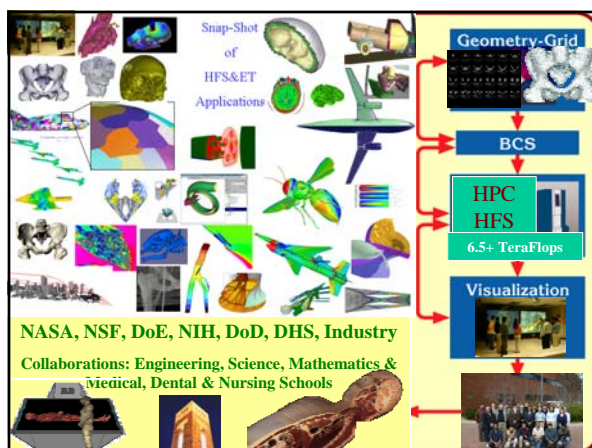 Snap-Shot
of
HFS&ET
Applications
NASA, NSF, DoE, NIH, DoD, DHS, Industry
Collaborations: Engineering, Science, Mathematics &
Medical, Dental & Nursing Schools
Geometry-Grid
BCS
HPC
HFS
6.5+ TeraFlops
Visualization